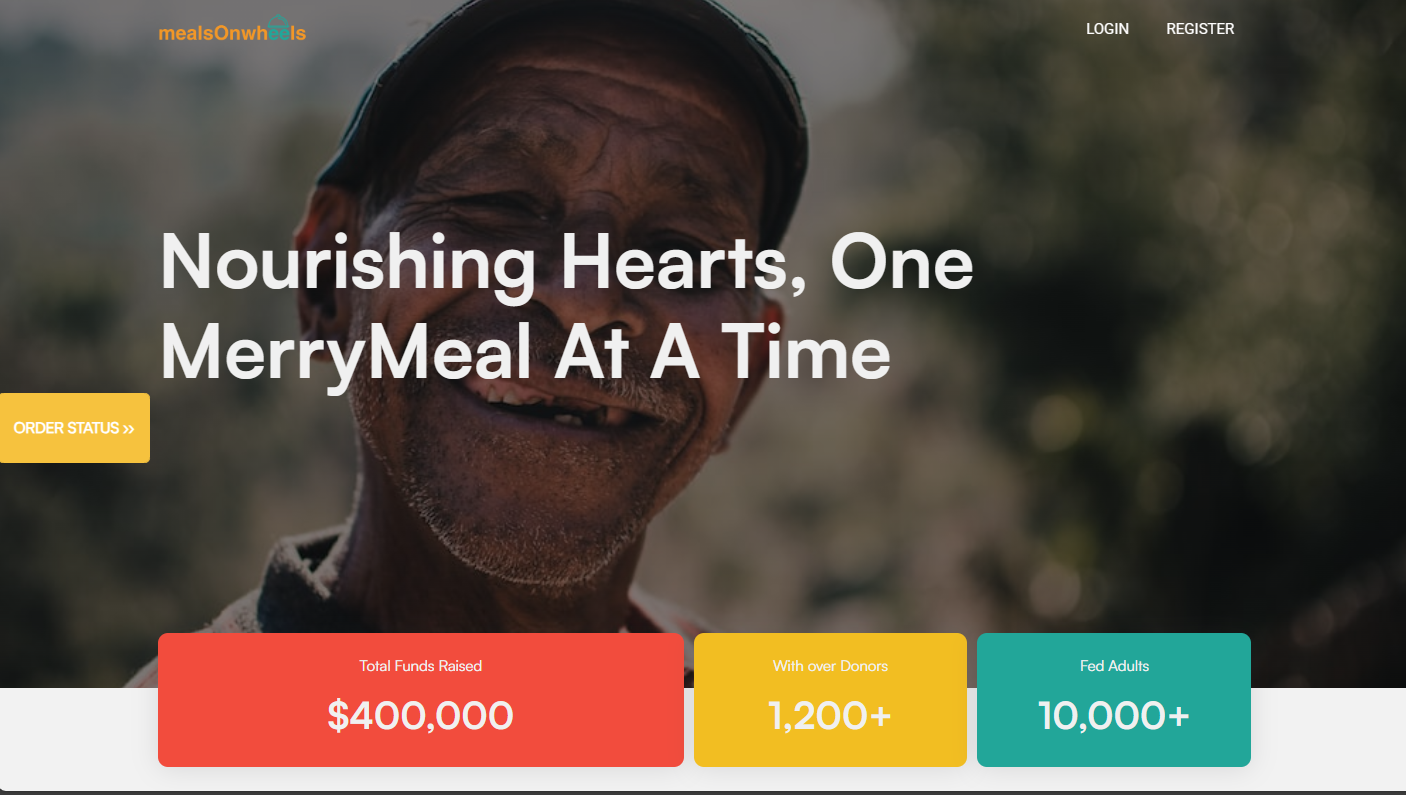 mealsOnwheels
LOGIN
REGISTER
Nourishing Hearts, One
MerryMeal At A Time
ORDER STATUS »
Total Funds Raised
$400,000
With over Donors
1,200+
Fed Adults
10,000+